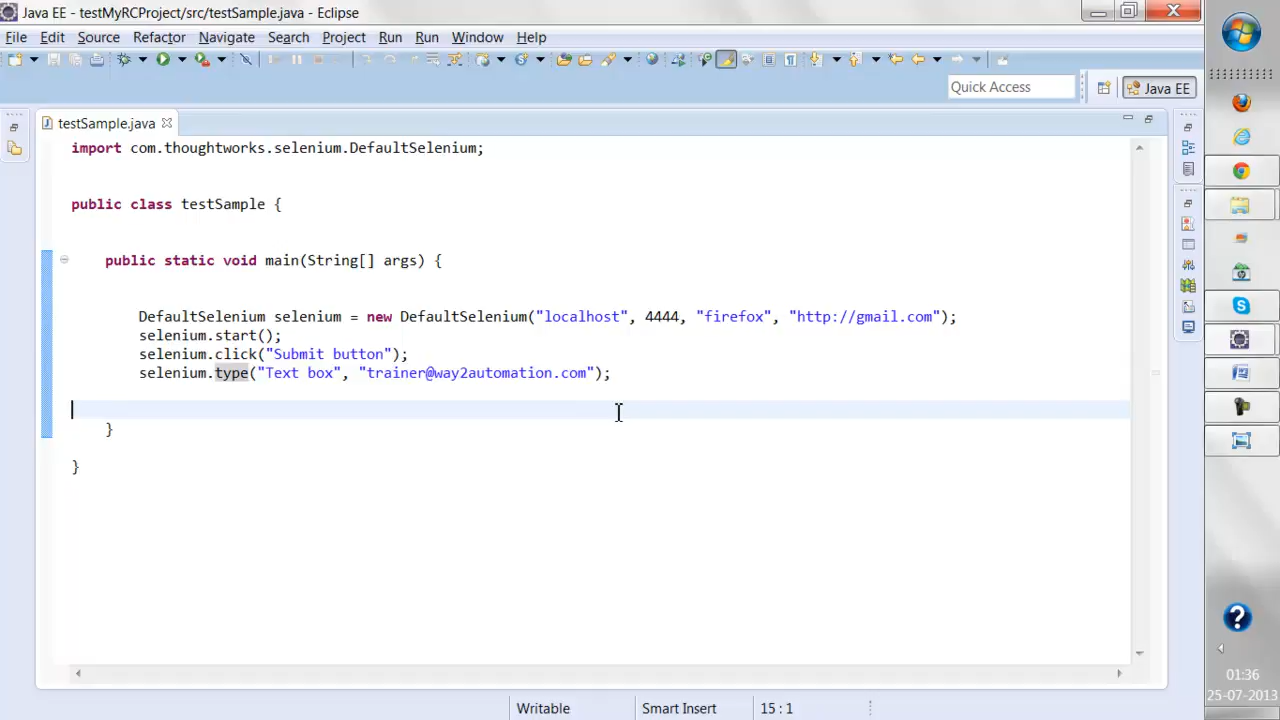 Java EE - testMyRCProject/src/testSample.java - Eclipse
File Edit Source Refactor Navigate Search Project Run Run Window Help
Quick Access
Java EE
testSample.java
import com.thoughtworks.selenium.DefaultSelenium;
public class testSample {
public static void main(String[] args) {
DefaultSelenium selenium = new DefaultSelenium("localhost", 4444, "firefox", "http://gmail.com");
selenium.start();
selenium.click("Submit button");
selenium.type("Text box", "trainer@way2automation.com");
}
}
Writable Smart Insert 15 : 1
01:36
25-07-2013